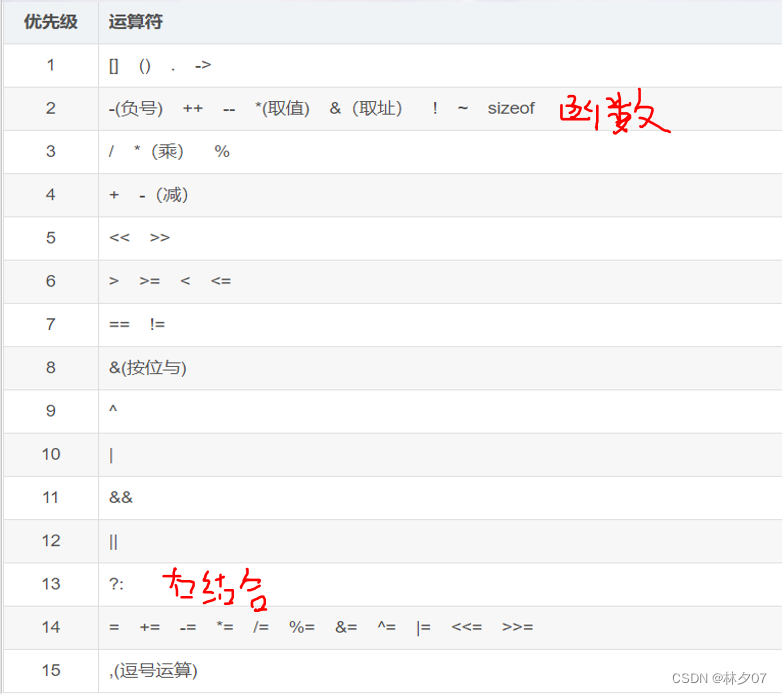 优先级 运算符
1 [] () . ->
2 -(负号) ++ -- *(取值) &（取址） ! ~ sizeof 函数
3 / *（乘） %
4 + -（减）
5 << >>
6 > >= < <=
7 == !=
8 &(按位与)
9 ^
10 |
11 &&
12 ||
13 ?: 右结合
14 = += -= *= /= %= &= ^= |= <<= >>=
15 ,(逗号运算)
CSDN @林夕07